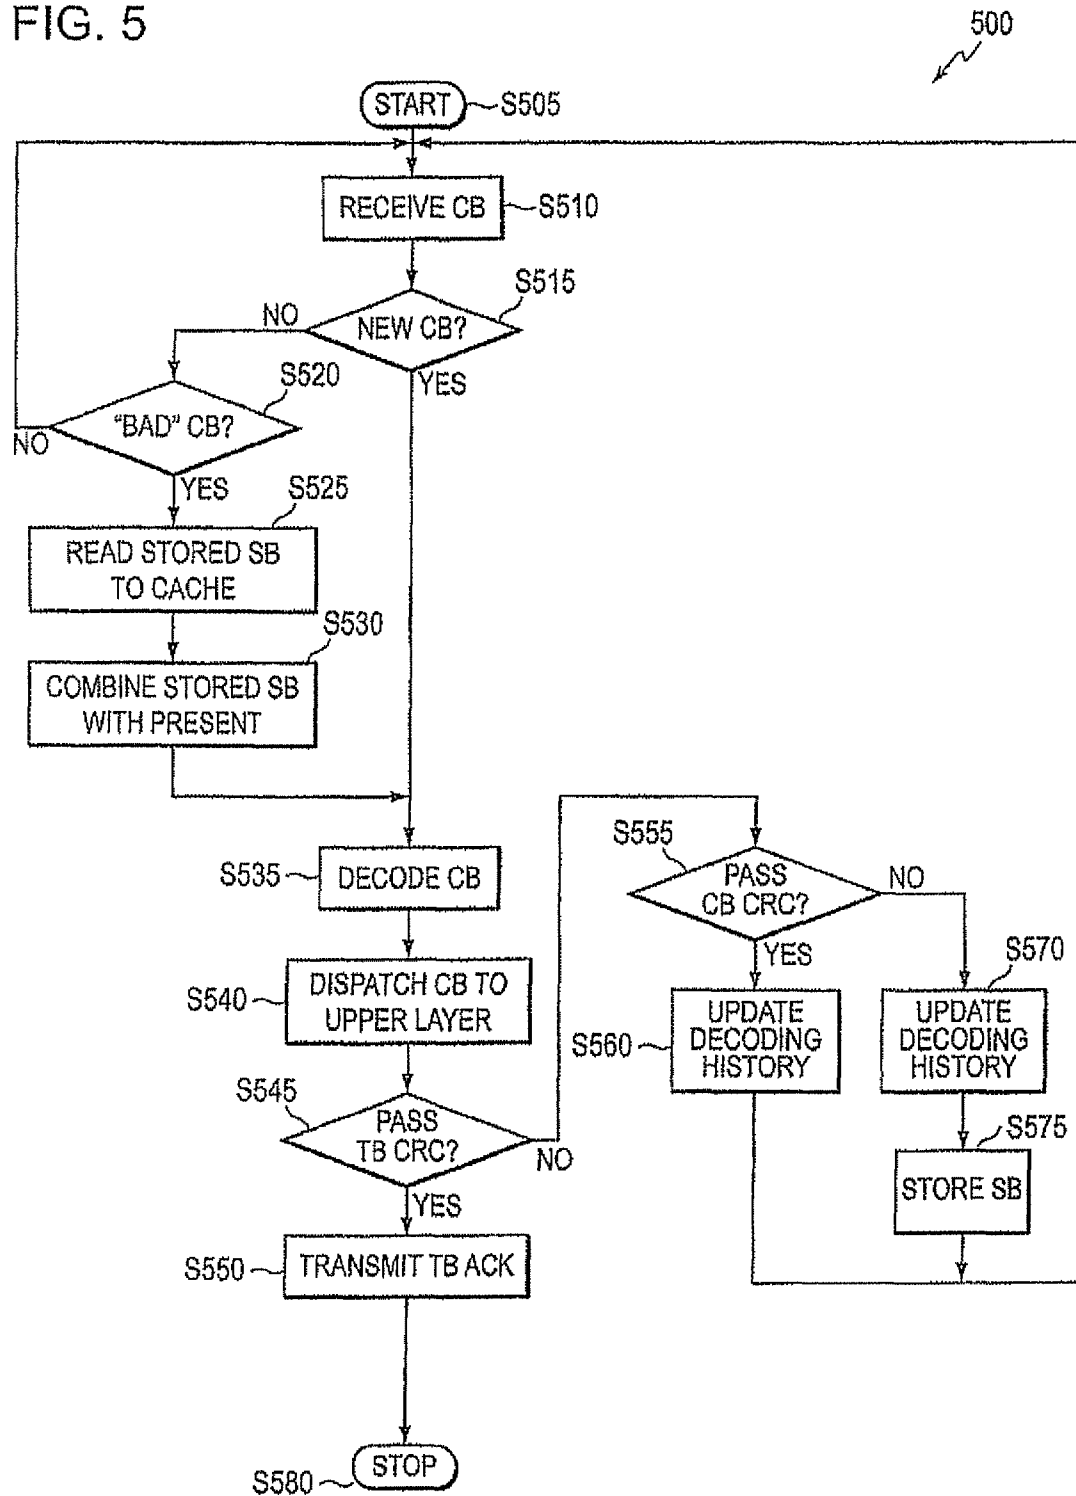 FIG. 5
500
START
S505
RECEIVE CB
S510
S515
NO
NEW CB?
YES
S520
"BAD" CB?
NO
YES
S525
READ STORED SB
TO CACHE
S530
COMBINE STORED SB
WITH PRESENT
S535
DECODE CB
S555
PASS
CB CRC?
NO
YES
S540
DISPATCH CB TO
UPPER LAYER
S570
S560
UPDATE
DECODING
HISTORY
UPDATE
DECODING
HISTORY
S545
PASS
TB CRC?
NO
YES
S575
STORE SB
S550
TRANSMIT TB ACK
STOP
S580